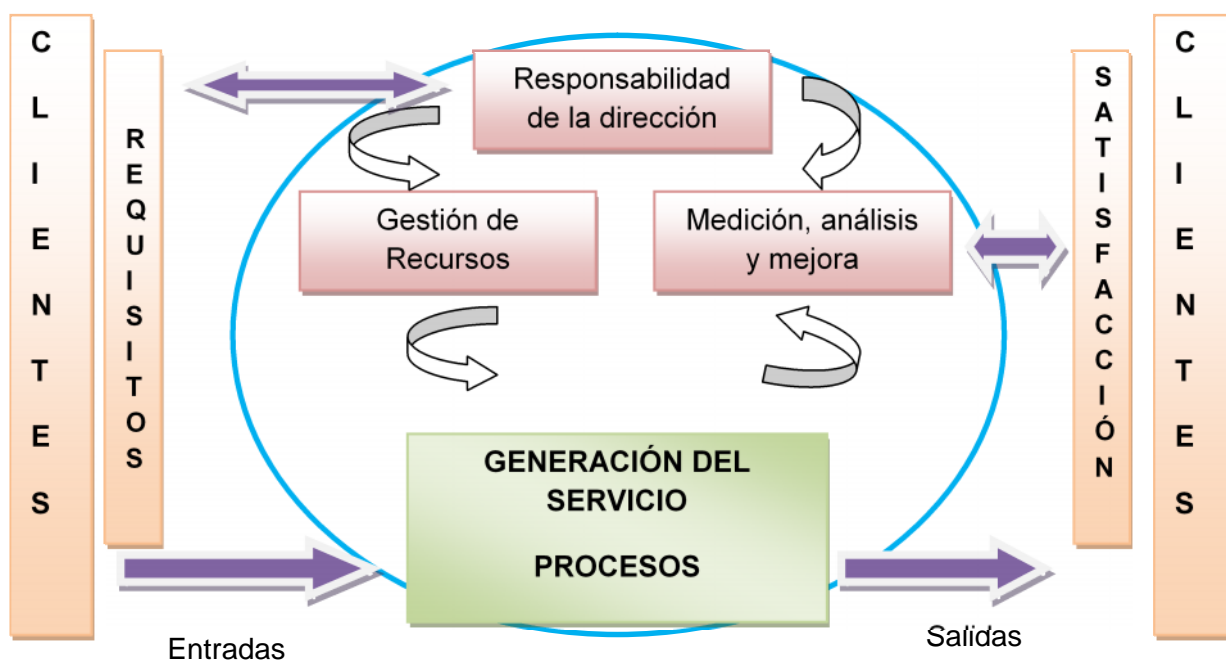 CLIENTES
REQUISITOS
Responsabilidad
de la dirección
Gestión de
Recursos
Medición, análisis
y mejora
GENERACIÓN DEL
SERVICIO
PROCESOS
SATISFACCIÓN
CLIENTES
Entradas
Salidas